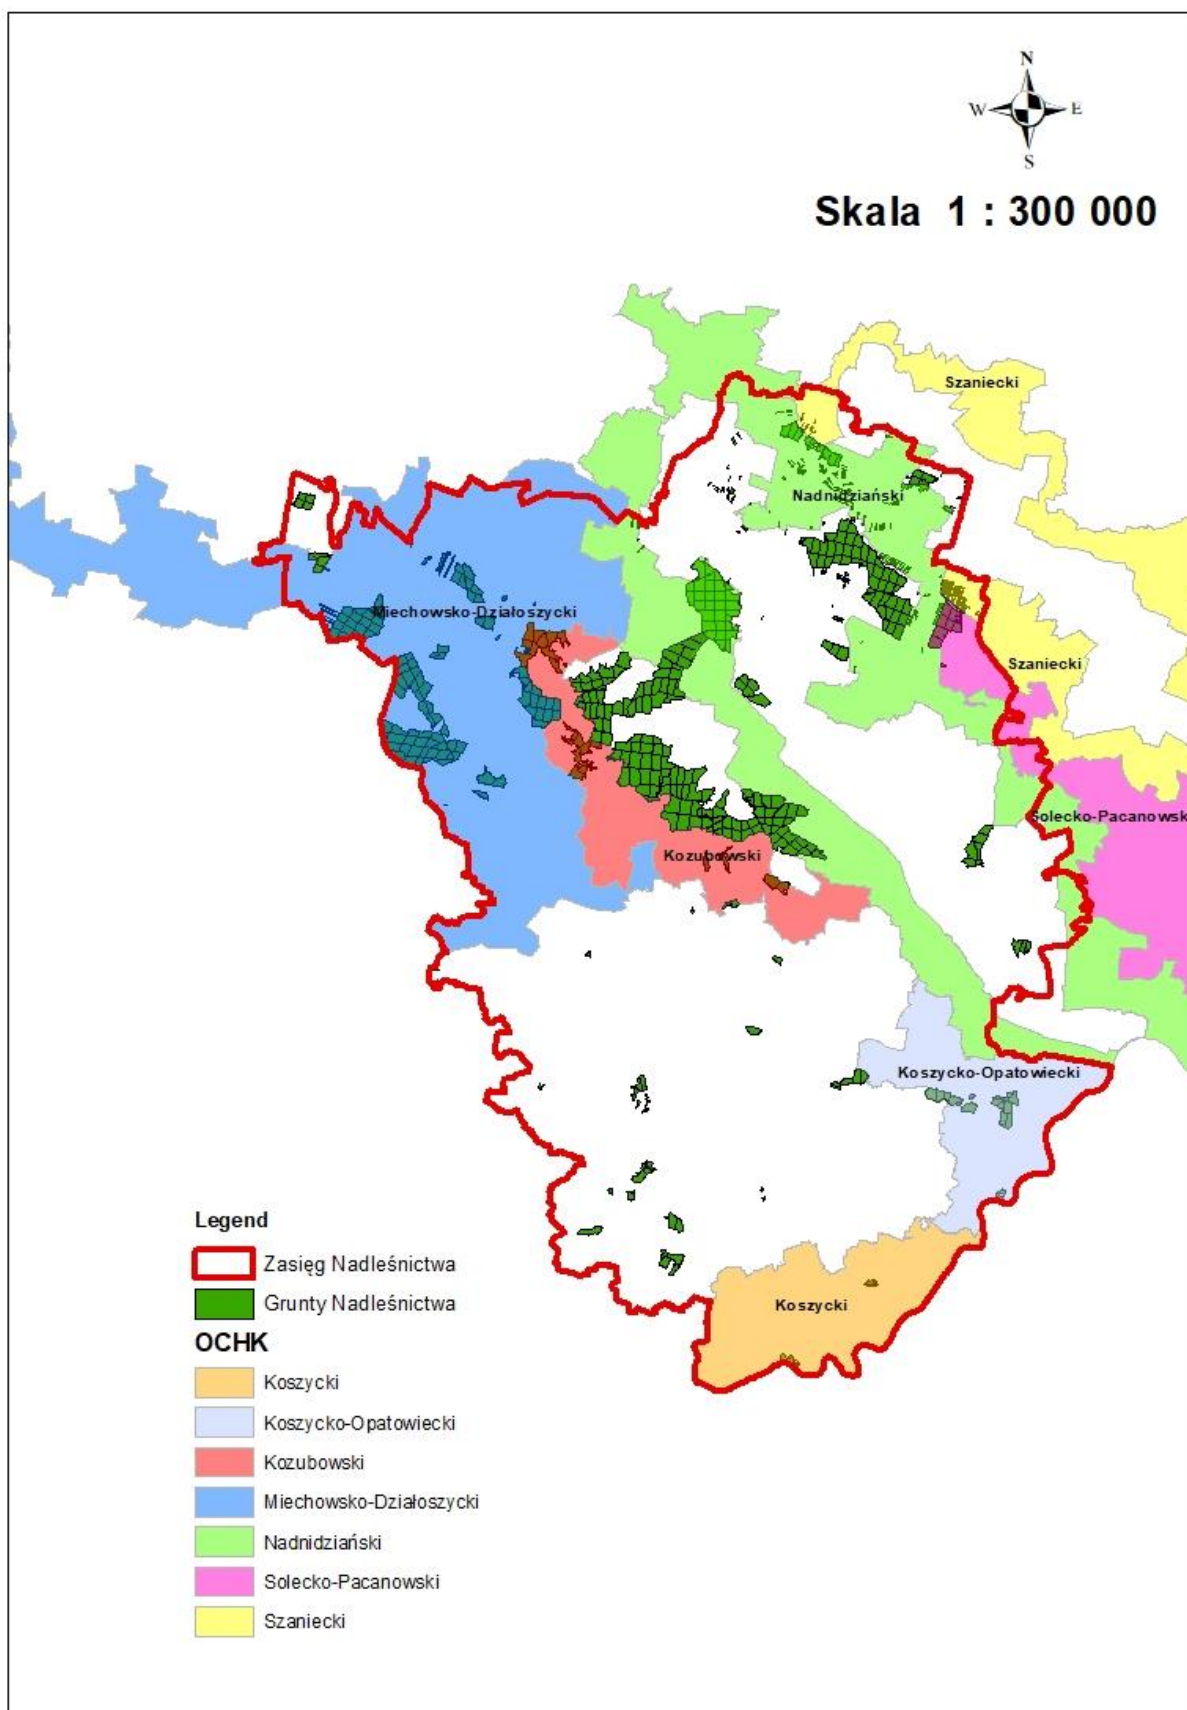 N
W E
S
Skala 1 : 300 000
Szaniecki
Nadnidziański
Miechowsko-Działoszycki
Szaniecki
Solecko-Pacanowsk
Kozubowski
Koszycko-Opatowiecki
Koszycki
Legend
Zasięg Nadleśnictwa
Grunty Nadleśnictwa
OCHK
Koszycki
Koszycko-Opatowiecki
Kozubowski
Miechowsko-Działoszycki
Nadnidziański
Solecko-Pacanowski
Szaniecki